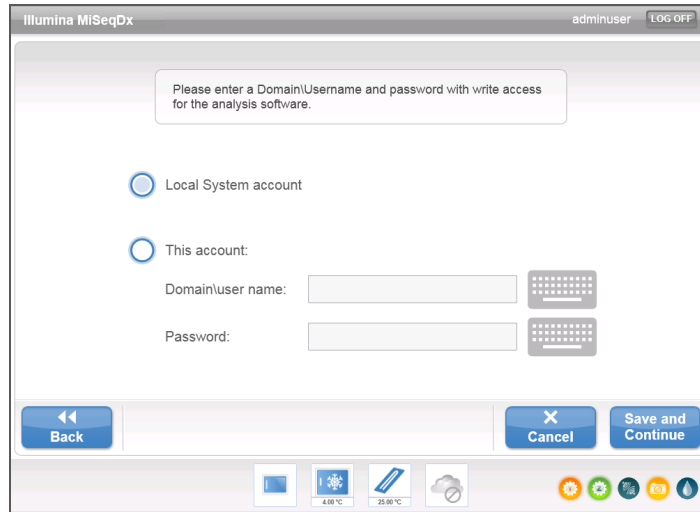 Illumina MiSeqDx
adminuser LOG OFF
Please enter a Domain\Username and password with write access
for the analysis software.
Local System account
This account:
Domain\user name:
Password:
Back
Cancel
Save and
Continue
4.00 °C
25.00 °C